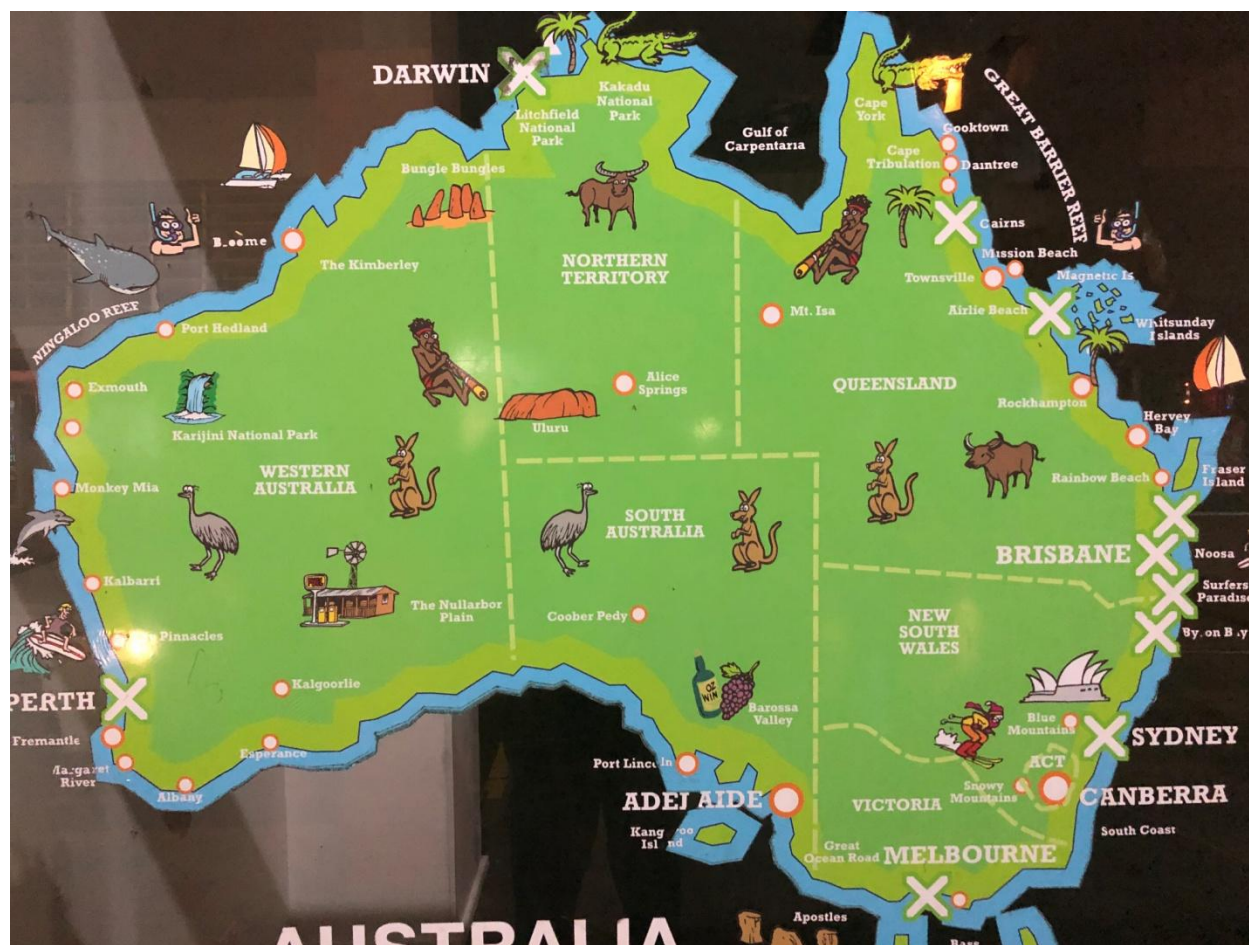 DARWIN
Kakadu
National
Park
Litchfield
National
Park
Cape
York
GREAT BARRIER REEF
Gulf of
Carpentaria
Cooktown
Cape
Tribulation
Daintree
Bungle Bungles
Cairns
The Kimberley
NORTHERN
TERRITORY
Mission Beach
Townsville
Magnetic Is
Mt. Isa
Airlie Beach
Whitsunday
Islands
NINGALOO REEF
Port Hedland
Exmouth
Alice
Springs
QUEENSLAND
Rockhampton
Uluru
Hervey
Bay
Karijini National Park
WESTERN
AUSTRALIA
Rainbow Beach
Fraser
Island
Monkey Mia
SOUTH
AUSTRALIA
BRISBANE
Noosa
Kalbarri
Surfers
Paradise
The Nullarbor
Plain
Coober Pedy
NEW
SOUTH
WALES
Pinnacles
Kalgoorlie
OZ
WIN
Barossa
Valley
PERTH
Blue
Mountains
SYDNEY
Fremantle
Esperance
River
Albany
ACT
Snowy
Mountains
CANBERRA
VICTORIA
South Coast
Great
Ocean Road
MELBOURNE
Apostles
AUSTRALIA